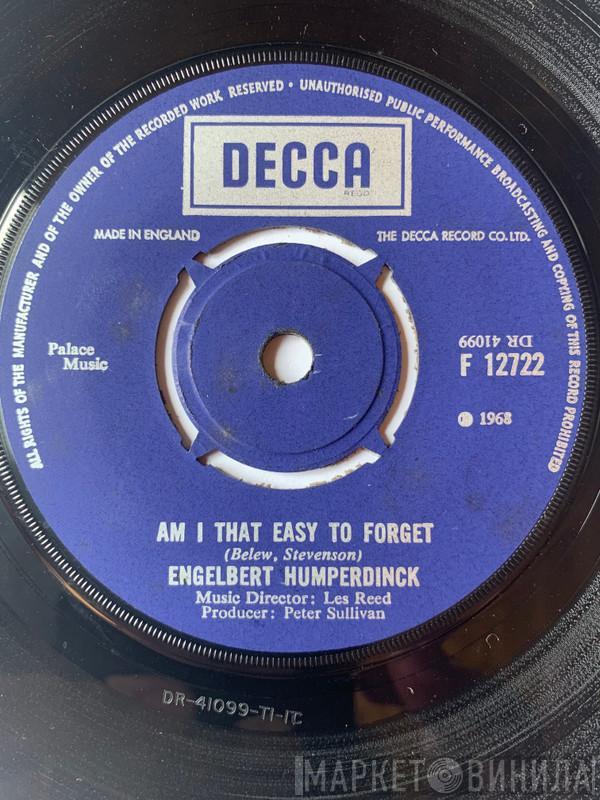 ALL RIGHTS OF THE MANUFACTURER AND OF THE OWNER OF THE RECORDED WORK RESERVED • UNAUTHORISED PUBLIC PERFORMANCE BROADCASTING AND COPYING OF THIS RECORD PROHIBITED
DECCA
REGD
MADE IN ENGLAND
THE DECCA RECORD CO. LTD.
Palace
Music
DR 41099
F 12722
℗ 1968
AM I THAT EASY TO FORGET
(Belew, Stevenson)
ENGELBERT HUMPERDINCK
Music Director: Les Reed
Producer: Peter Sullivan
DR-41099-T1-1C
МАРКЕТ ВИНИЛА